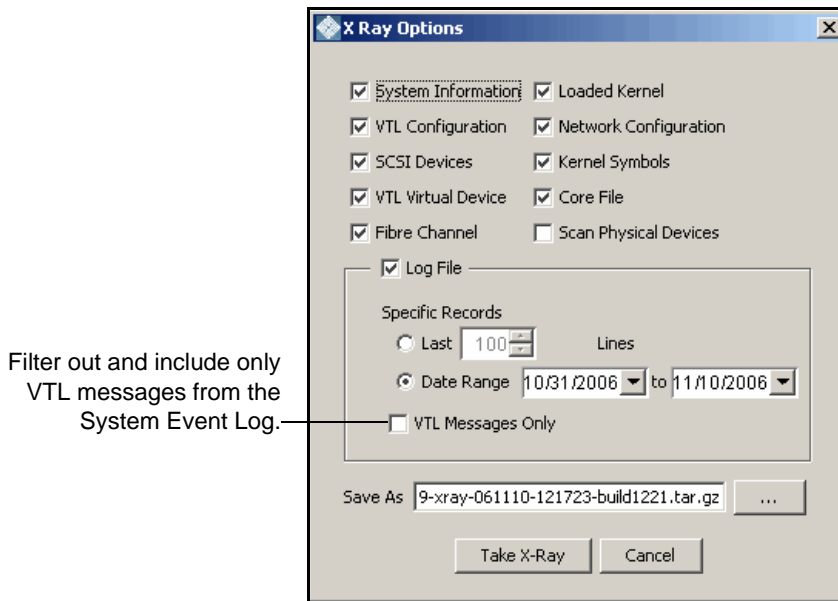 X Ray Options
System Information Loaded Kernel
VTL Configuration Network Configuration
SCSI Devices Kernel Symbols
VTL Virtual Device Core File
Fibre Channel Scan Physical Devices
Log File
Specific Records
Last 100 Lines
Date Range 10/31/2006 to 11/10/2006
VTL Messages Only
Filter out and include only
VTL messages from the
System Event Log.
Save As 9-xray-061110-121723-build1221.tar.gz ...
Take X-Ray Cancel